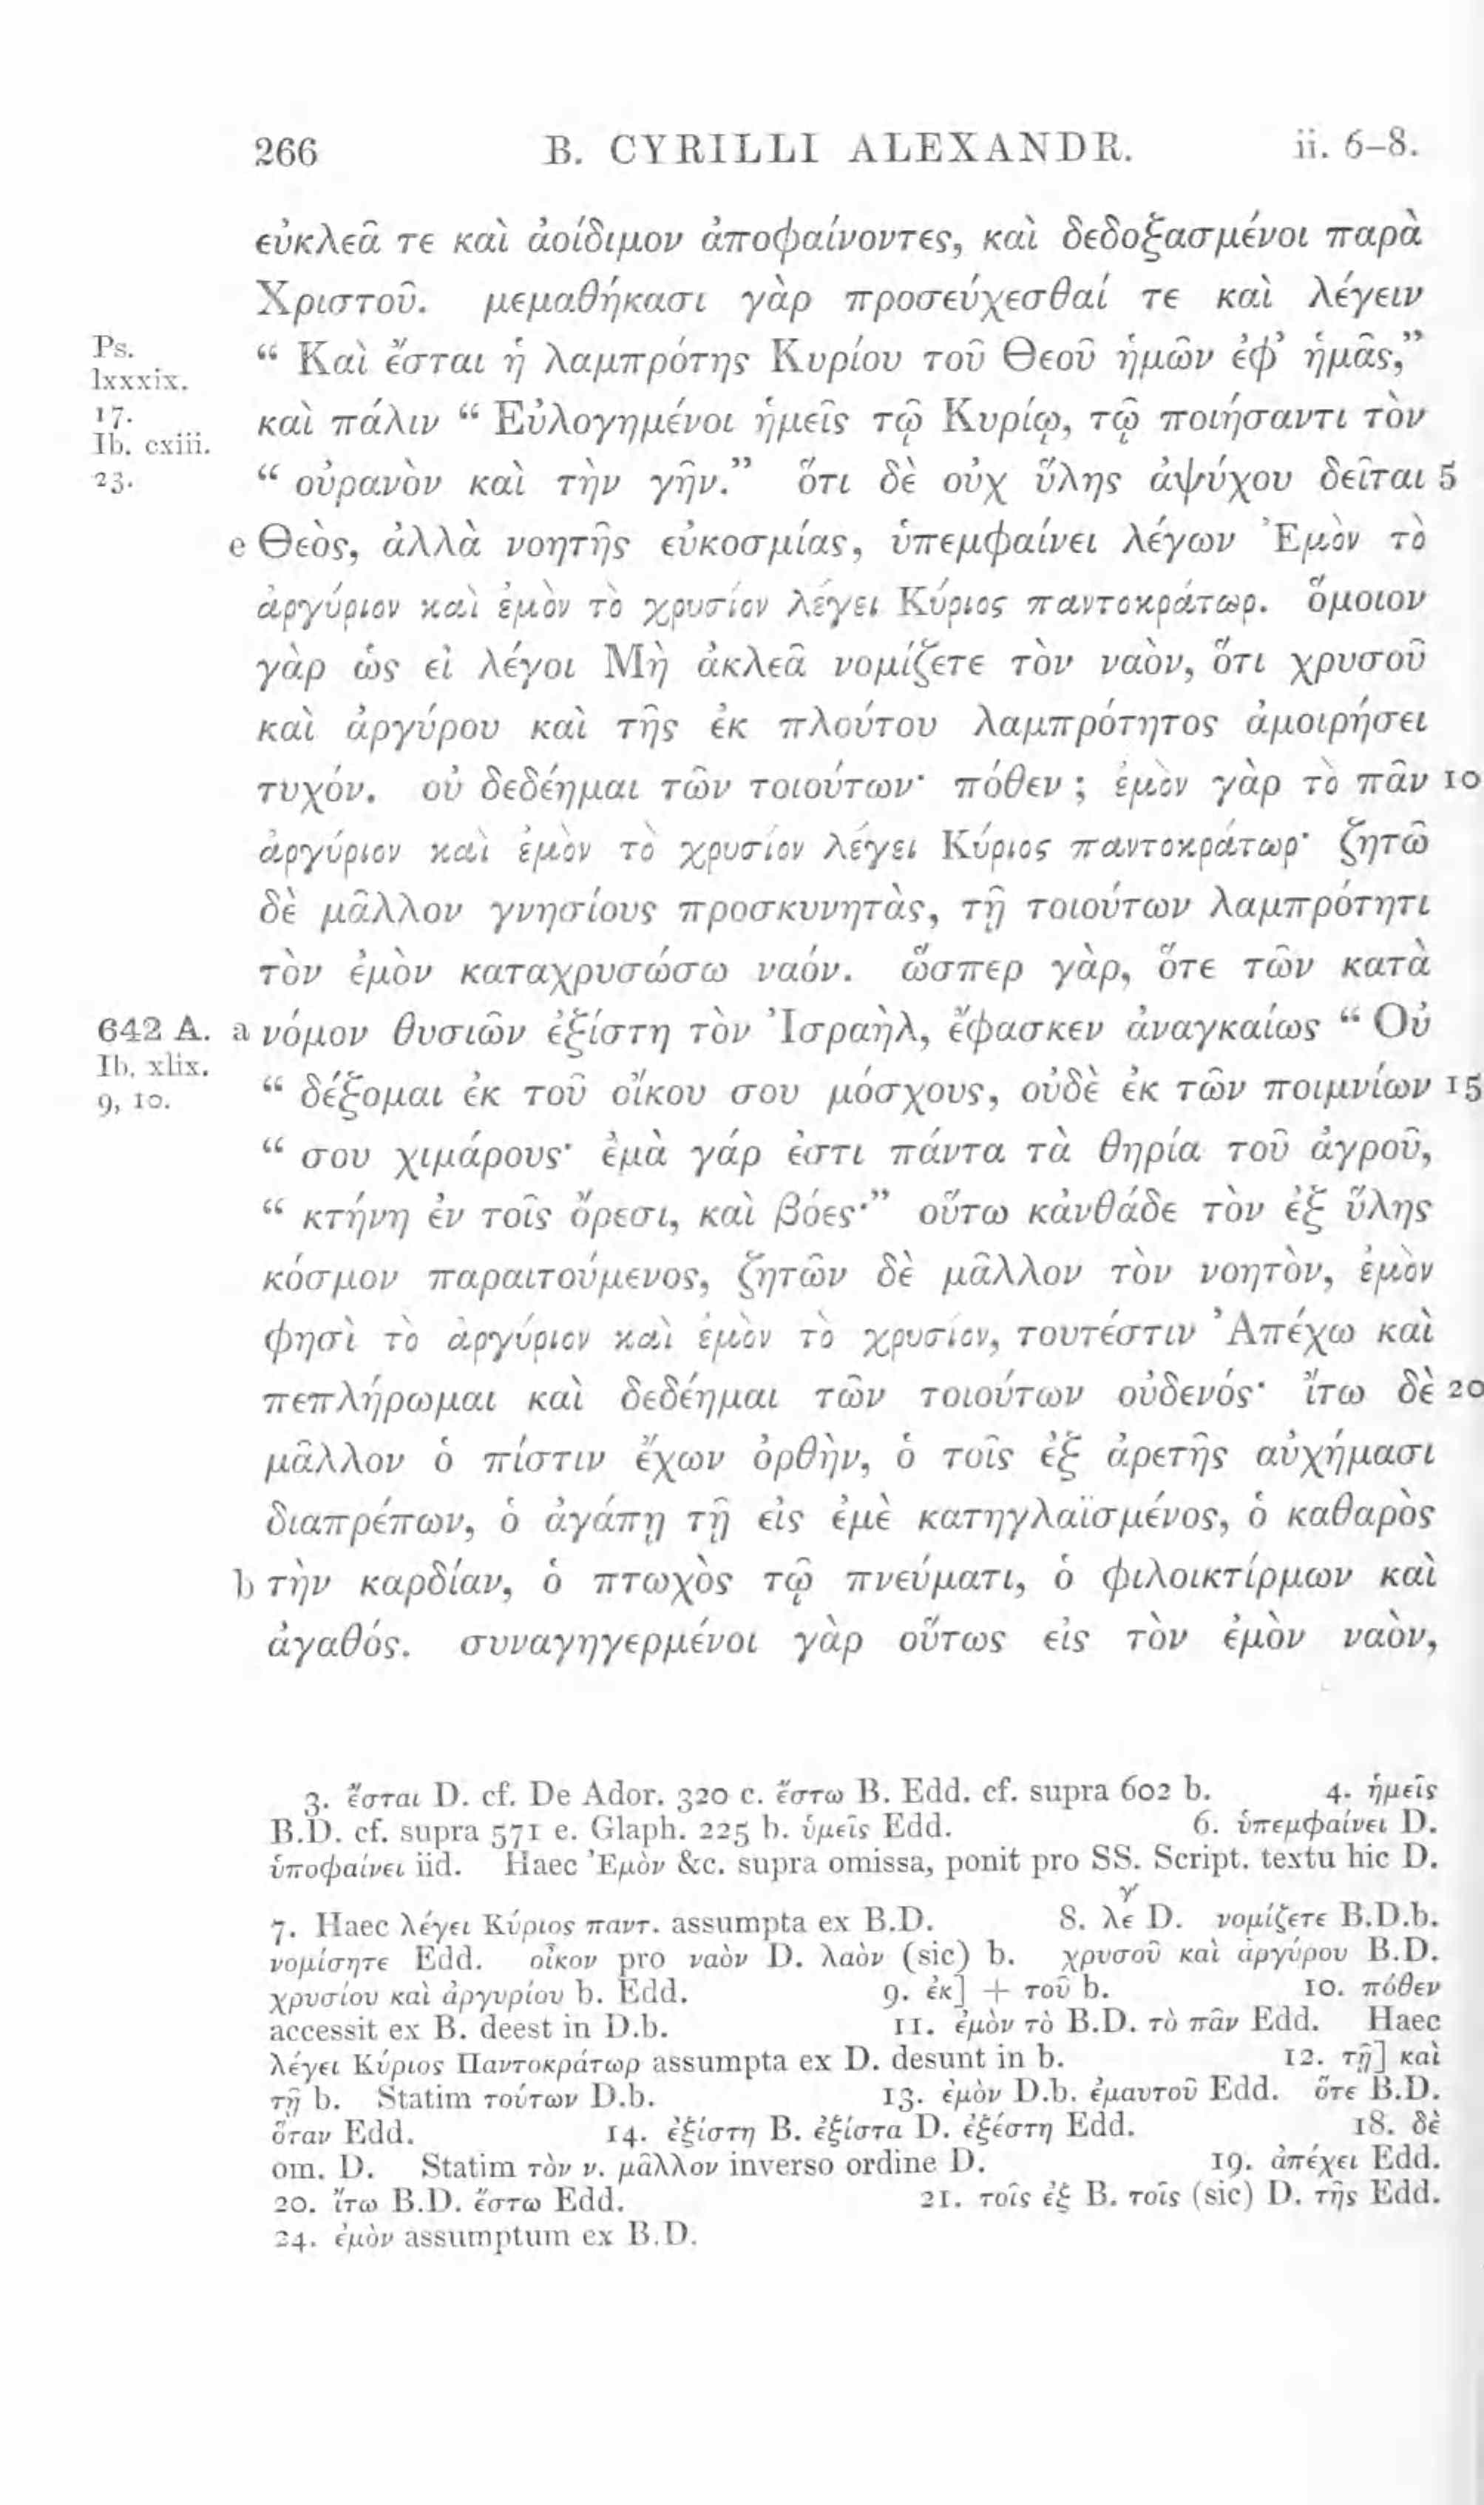 266 B. CYRILLI ALEXANDR. ii. 6–8.
εὐκλεᾶ τε καὶ ἀοίδιμον ἀποφαίνοντες, καὶ δεδοξασμένοι παρὰ
Χριστοῦ. μεμαθήκασι γὰρ προσεύχεσθαί τε καὶ λέγειν
Ps. lxxxix. 17. “ Καὶ ἔσται ἡ λαμπρότης Κυρίου τοῦ Θεοῦ ἡμῶν ἐφ’ ἡμᾶς,”
Ib. cxiii. 23. καὶ πάλιν “ Εὐλογημένοι ἡμεῖς τῷ Κυρίῳ, τῷ ποιήσαντι τὸν
“ οὐρανὸν καὶ τὴν γῆν.” ὅτι δὲ οὐχ ὕλης ἀψύχου δεῖται 5
e Θεὸς, ἀλλὰ νοητῆς εὐκοσμίας, ὑπεμφαίνει λέγων Ἐμὸν τὸ
ἀργύριον καὶ ἐμὸν τὸ χρυσίον λέγει Κύριος παντοκράτωρ. ὅμοιον
γὰρ ὡς εἰ λέγοι Μὴ ἀκλεᾶ νομίζετε τὸν ναὸν, ὅτι χρυσοῦ
καὶ ἀργύρου καὶ τῆς ἐκ πλούτου λαμπρότητος ἀμοιρήσει
τυχόν. οὐ δεδέημαι τῶν τοιούτων· πόθεν ; ἐμὸν γὰρ τὸ πᾶν 10
ἀργύριον καὶ ἐμὸν τὸ χρυσίον λέγει Κύριος παντοκράτωρ· ζητῶ
δὲ μᾶλλον γνησίους προσκυνητὰς, τῇ τοιούτων λαμπρότητι
τὸν ἐμὸν καταχρυσώσω ναόν. ὥσπερ γὰρ, ὅτε τῶν κατὰ
642 A. a νόμον θυσιῶν ἐξίστη τὸν Ἰσραὴλ, ἔφασκεν ἀναγκαίως “ Οὐ
Ib. xlix. 9, 10. “ δέξομαι ἐκ τοῦ οἴκου σου μόσχους, οὐδὲ ἐκ τῶν ποιμνίων 15
“ σου χιμάρους· ἐμὰ γάρ ἐστι πάντα τὰ θηρία τοῦ ἀγροῦ,
“ κτήνη ἐν τοῖς ὄρεσι, καὶ βόες·” οὕτω κἀνθάδε τὸν ἐξ ὕλης
κόσμον παραιτούμενος, ζητῶν δὲ μᾶλλον τὸν νοητὸν, ἐμὸν
φησὶ τὸ ἀργύριον καὶ ἐμὸν τὸ χρυσίον, τουτέστιν Ἀπέχω καὶ
πεπλήρωμαι καὶ δεδέημαι τῶν τοιούτων οὐδενός· ἴτω δὲ 20
μᾶλλον ὁ πίστιν ἔχων ὀρθὴν, ὁ τοῖς ἐξ ἀρετῆς αὐχήμασι
διαπρέπων, ὁ ἀγάπῃ τῇ εἰς ἐμὲ κατηγλαϊσμένος, ὁ καθαρὸς
b τὴν καρδίαν, ὁ πτωχὸς τῷ πνεύματι, ὁ φιλοικτίρμων καὶ
ἀγαθός. συναγηγερμένοι γὰρ οὕτως εἰς τὸν ἐμὸν ναὸν,
3. ἔσται D. cf. De Ador. 320 c. ἔστω B. Edd. cf. supra 602 b. 4. ἡμεῖς
B.D. cf. supra 571 e. Glaph. 225 b. ὑμεῖς Edd. 6. ὑπεμφαίνει D.
ὑποφαίνει iid. Haec Ἐμὸν &c. supra omissa, ponit pro SS. Script. textu hic D.
7. Haec λέγει Κύριος παντ. assumpta ex B.D. 8. λεγ D. νομίζετε B.D.b.
νομίσητε Edd. οἶκον pro ναὸν D. λαὸν (sic) b. χρυσοῦ καὶ ἀργύρου B.D.
χρυσίου καὶ ἀργυρίου b. Edd. 9. ἐκ] + τοῦ b. 10. πόθεν
accessit ex B. deest in D.b. 11. ἐμὸν τὸ B.D. τὸ πᾶν Edd. Haec
λέγει Κύριος Παντοκράτωρ assumpta ex D. desunt in b. 12. τῇ] καὶ
τῇ b. Statim τούτων D.b. 13. ἐμὸν D.b. ἐμαυτοῦ Edd. ὅτε B.D.
ὅταν Edd. 14. ἐξίστη B. ἐξίστα D. ἐξέστη Edd. 18. δὲ
om. D. Statim τὸν ν. μᾶλλον inverso ordine D. 19. ἀπέχει Edd.
20. ἴτω B.D. ἔστω Edd. 21. τοῖς ἐξ B. τοῖς (sic) D. τῆς Edd.
24. ἐμὸν assumptum ex B.D.